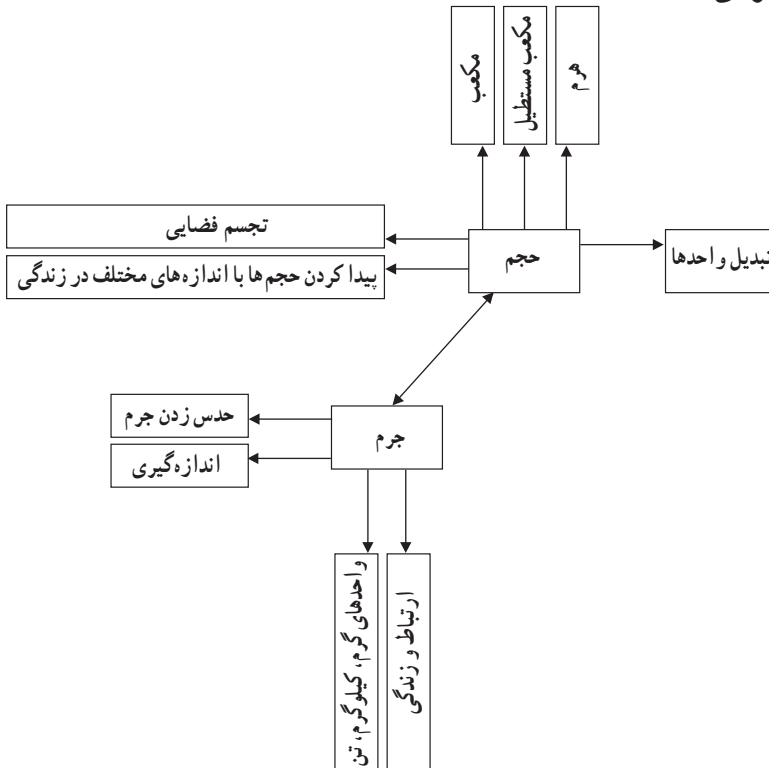 مکعب
مکعب مستطیل
هرم
تجسم فضایی
پیدا کردن حجم‌ها با اندازه‌های مختلف در زندگی
حجم
تبدیل واحدها
حدس زدن جرم
اندازه‌گیری
جرم
واحدهای گرم، کیلوگرم، تن
ارتباط و زندگی